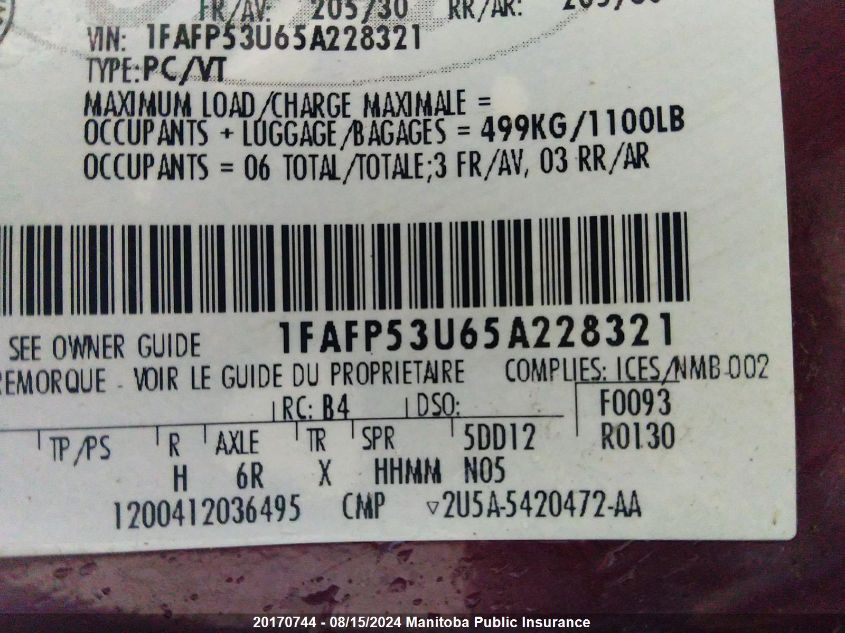 FR/AV: 205/30 RR/AR:
VIN: 1FAFP53U65A228321
TYPE:PC/VT
MAXIMUM LOAD/CHARGE MAXIMALE =
OCCUPANTS + LUGGAGE/BAGAGES = 499KG/1100LB
OCCUPANTS = 06 TOTAL/TOTALE;3 FR/AV, 03 RR/AR
SEE OWNER GUIDE 1FAFP53U65A228321
REMORQUE - VOIR LE GUIDE DU PROPRIETAIRE COMPLIES: ICES/NMB-002
RC: B4 DSO: F0093
TP/PS R AXLE TR SPR 5DD12 R0130
H 6R X HHMM N05
1200412036495 CMP ▽2U5A-5420472-AA
20170744 - 08/15/2024 Manitoba Public Insurance